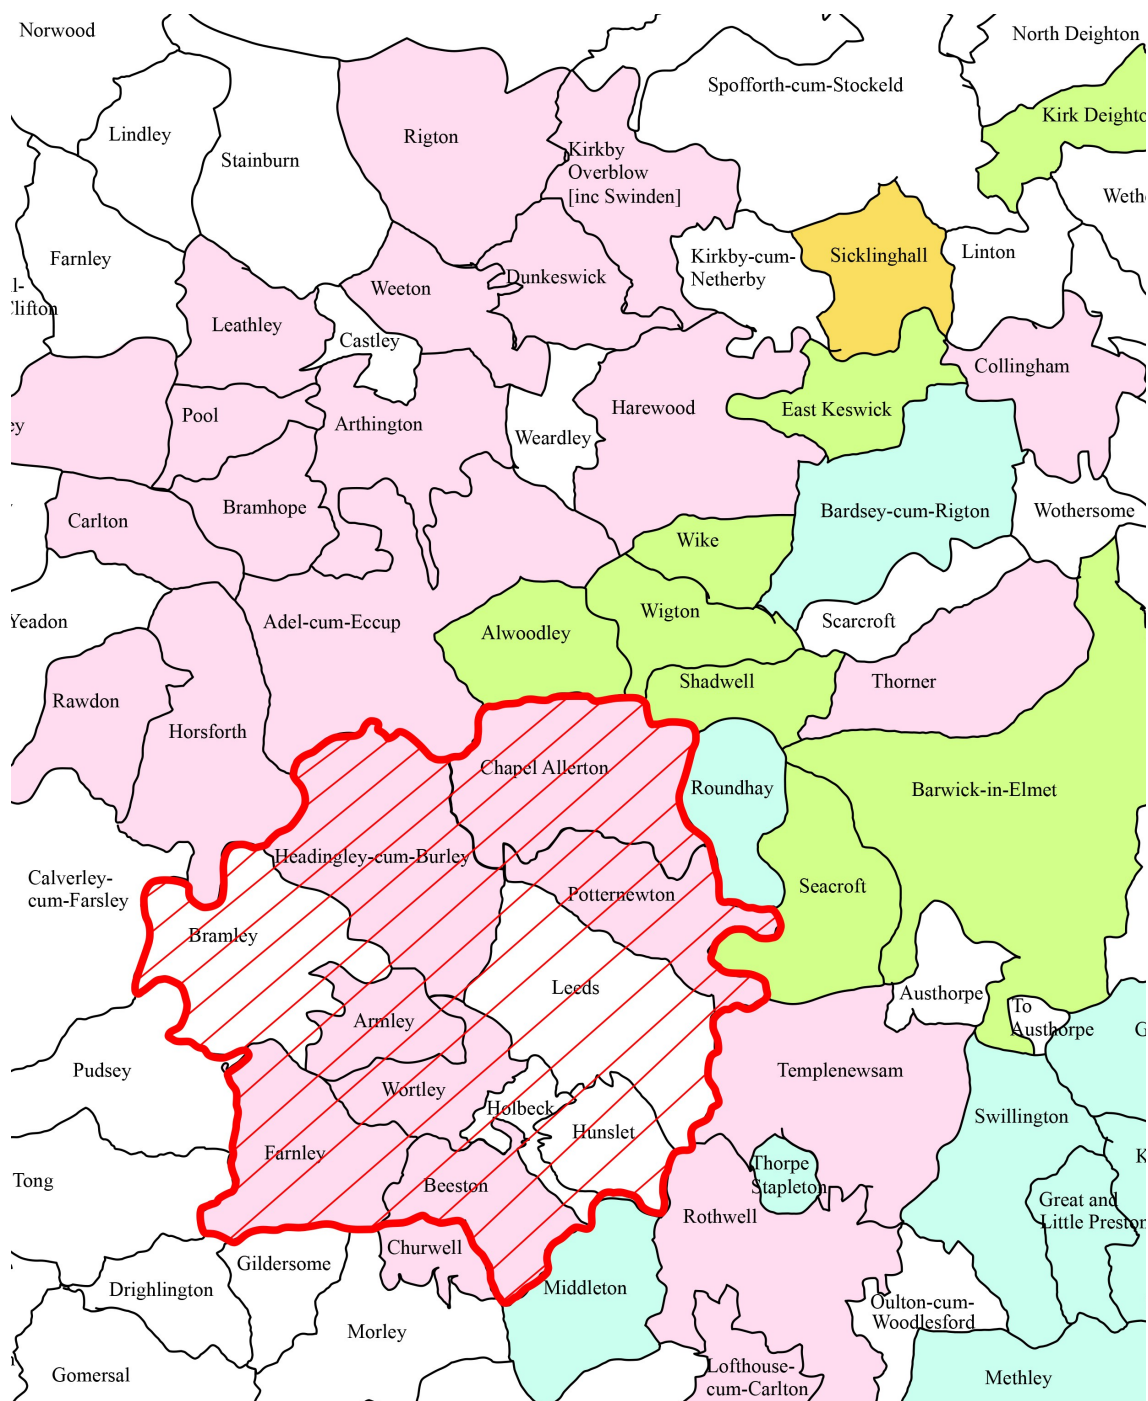 Norwood
North Deighton
Spofforth-cum-Stockeld
Kirk Deighto
Lindley
Rigton
Stainburn
Kirkby
Overblow
[inc Swinden]
Weth
Farnley
Kirkby-cum-
Netherby
Sicklinghall
Linton
l-
Clifton
Weeton
Dunkeswick
Leathley
Castley
Collingham
ey
Pool
Arthington
Weardley
Harewood
East Keswick
Carlton
Bramhope
Wike
Bardsey-cum-Rigton
Wothersome
Yeadon
Adel-cum-Eccup
Alwoodley
Wigton
Scarcroft
Rawdon
Horsforth
Shadwell
Thorner
Chapel Allerton
Roundhay
Barwick-in-Elmet
Calverley-
cum-Farsley
Headingley-cum-Burley
Potternewton
Seacroft
Bramley
Leeds
Austhorpe
To
Austhorpe
G
Armley
Pudsey
Wortley
Templenewsam
Holbeck
Hunslet
Swillington
Tong
Farnley
Beeston
Thorpe
Stapleton
K
Rothwell
Great and
Little Preston
Churwell
Gildersome
Drighlington
Middleton
Oulton-cum-
Woodlesford
Morley
Gomersal
Lofthouse-
cum-Carlton
Methley